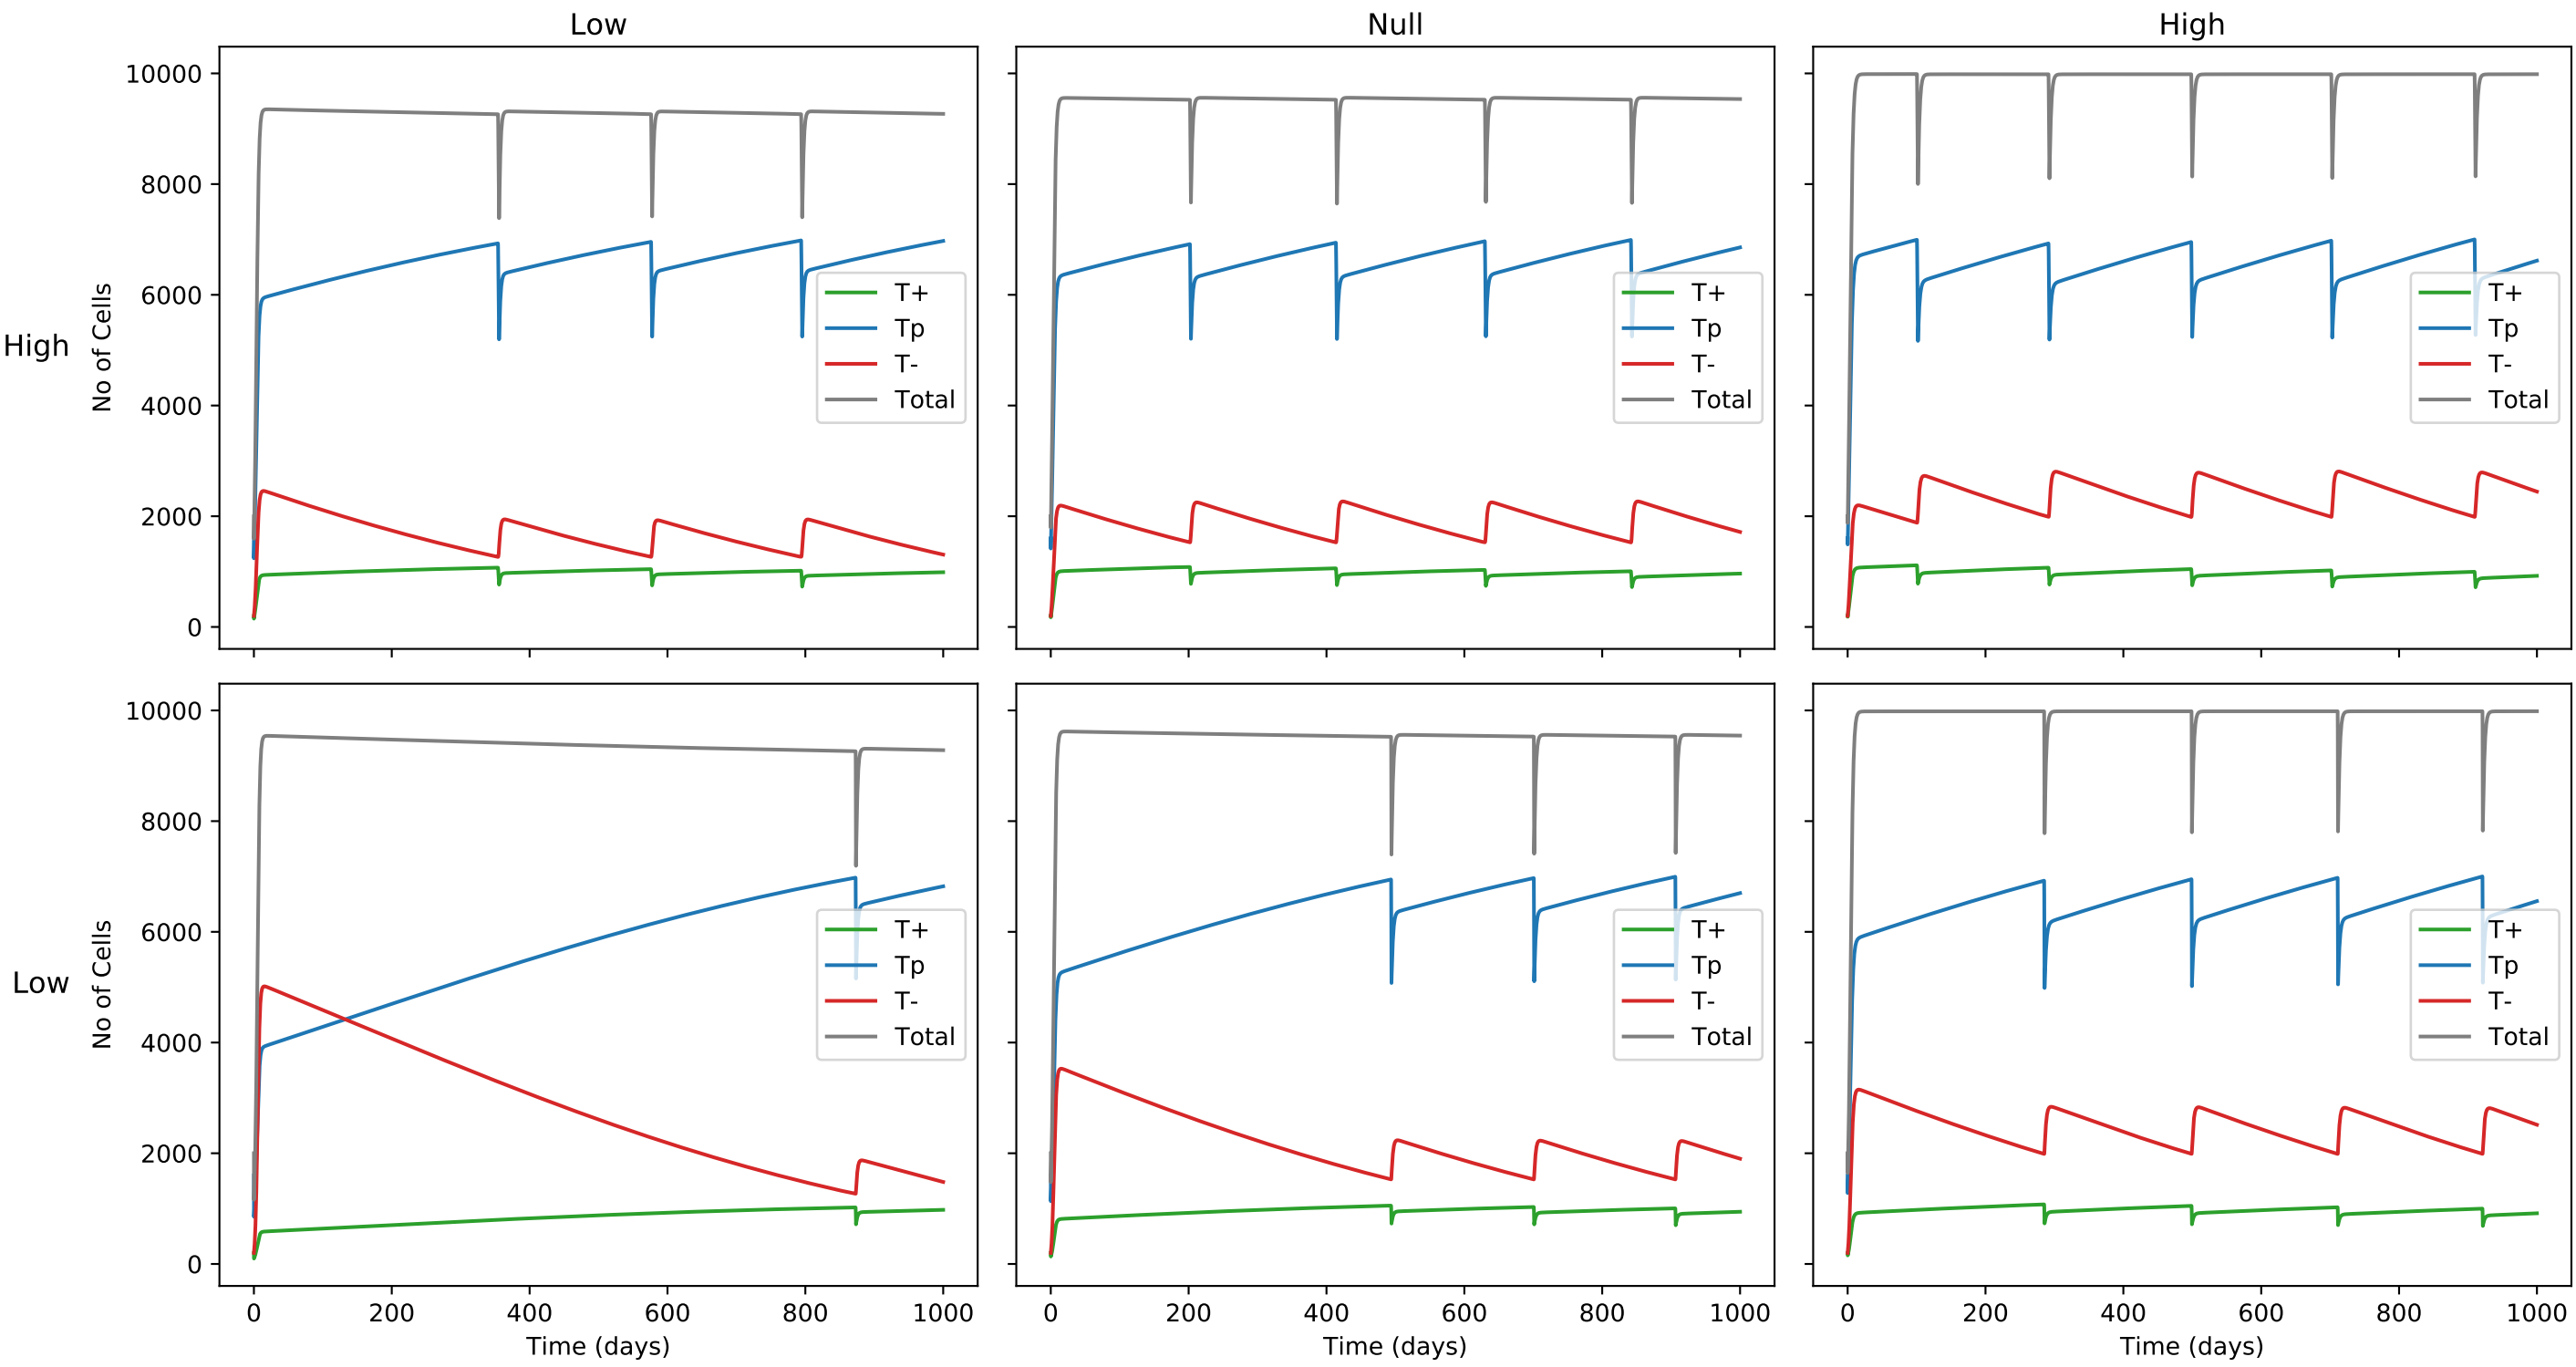 Low Null High
High
No of Cells
10000
8000
6000
4000
2000
0
T+
Tp
T-
Total
T+
Tp
T-
Total
T+
Tp
T-
Total
Low
No of Cells
10000
8000
6000
4000
2000
0
T+
Tp
T-
Total
T+
Tp
T-
Total
T+
Tp
T-
Total
0 200 400 600 800 1000
0 200 400 600 800 1000
0 200 400 600 800 1000
Time (days) Time (days) Time (days)